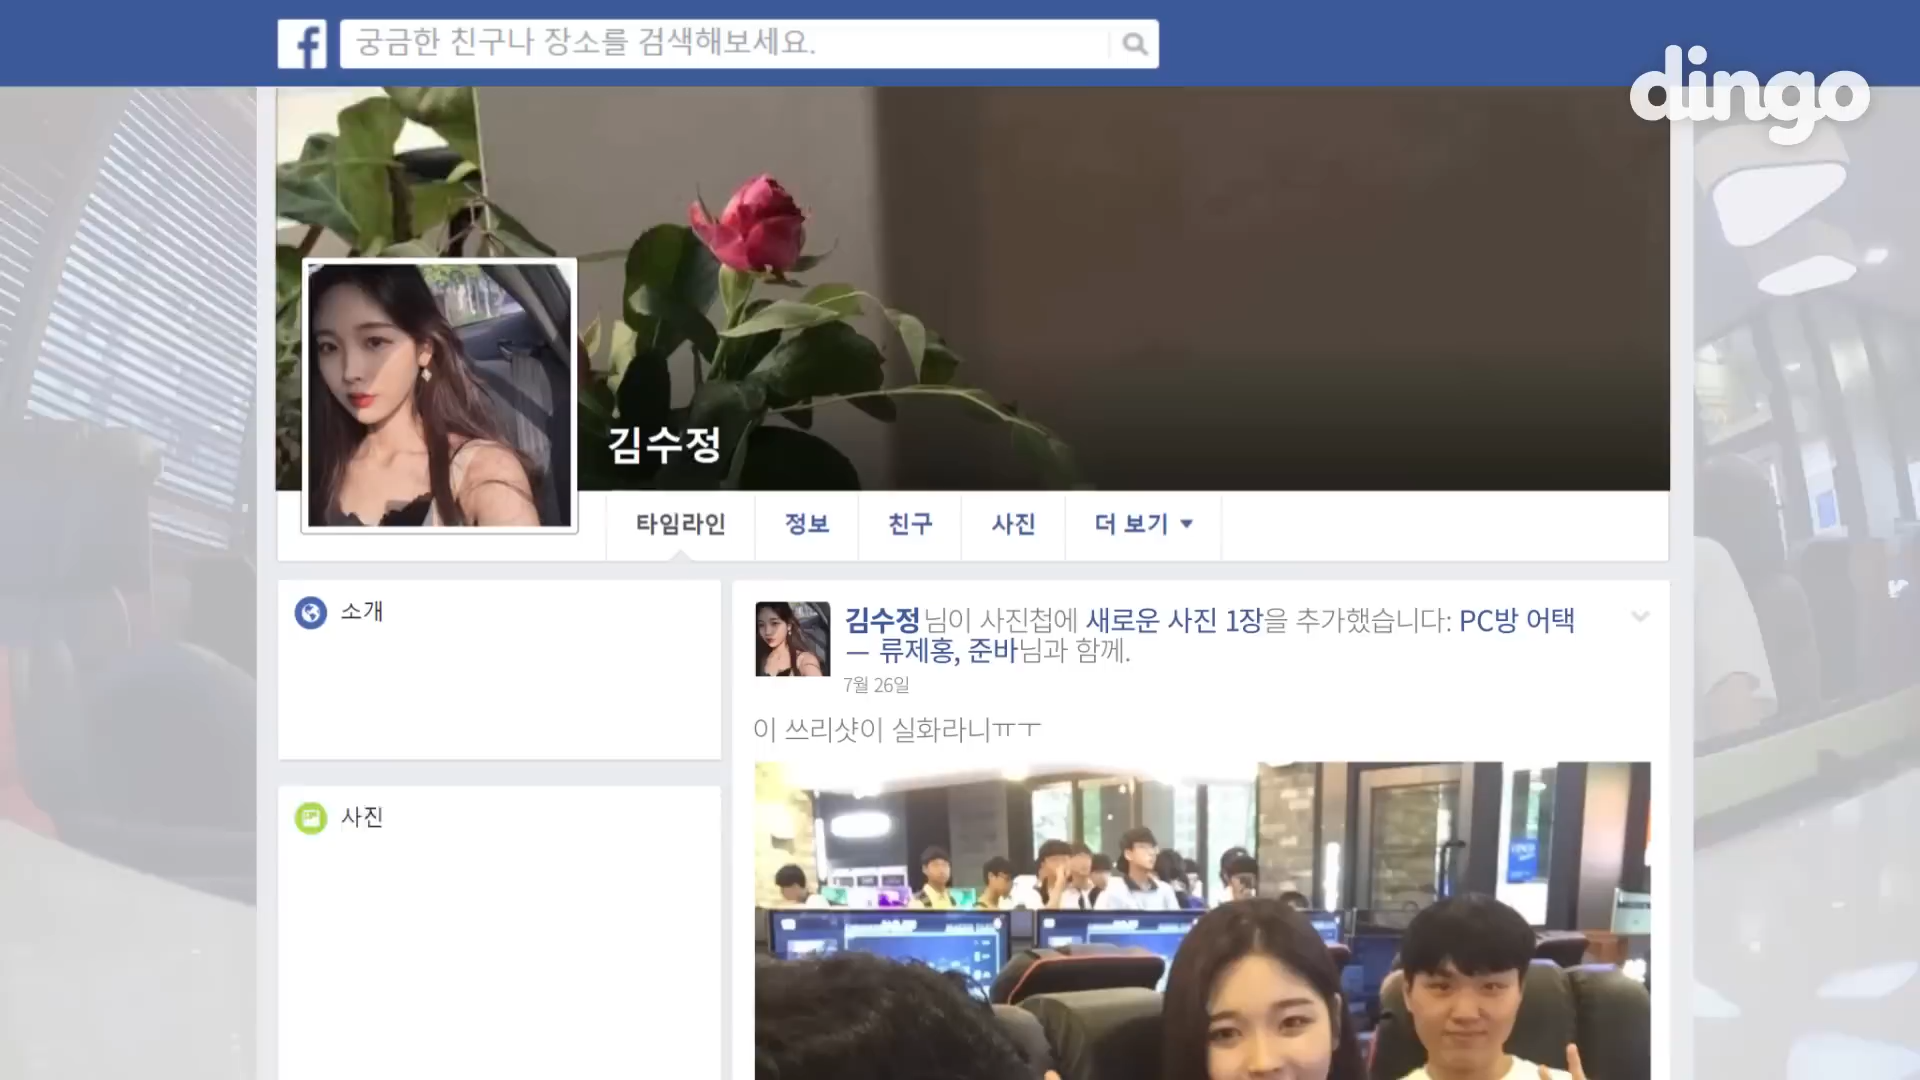 궁금한 친구나 장소를 검색해보세요.
dingo
김수정
타임라인
정보
친구
사진
더 보기
소개
김수정님이 사진첩에 새로운 사진 1장을 추가했습니다: PC방 어택
— 류제홍, 준바님과 함께.
7월 26일
이 쓰리샷이 실화라니ㅠㅜ
사진